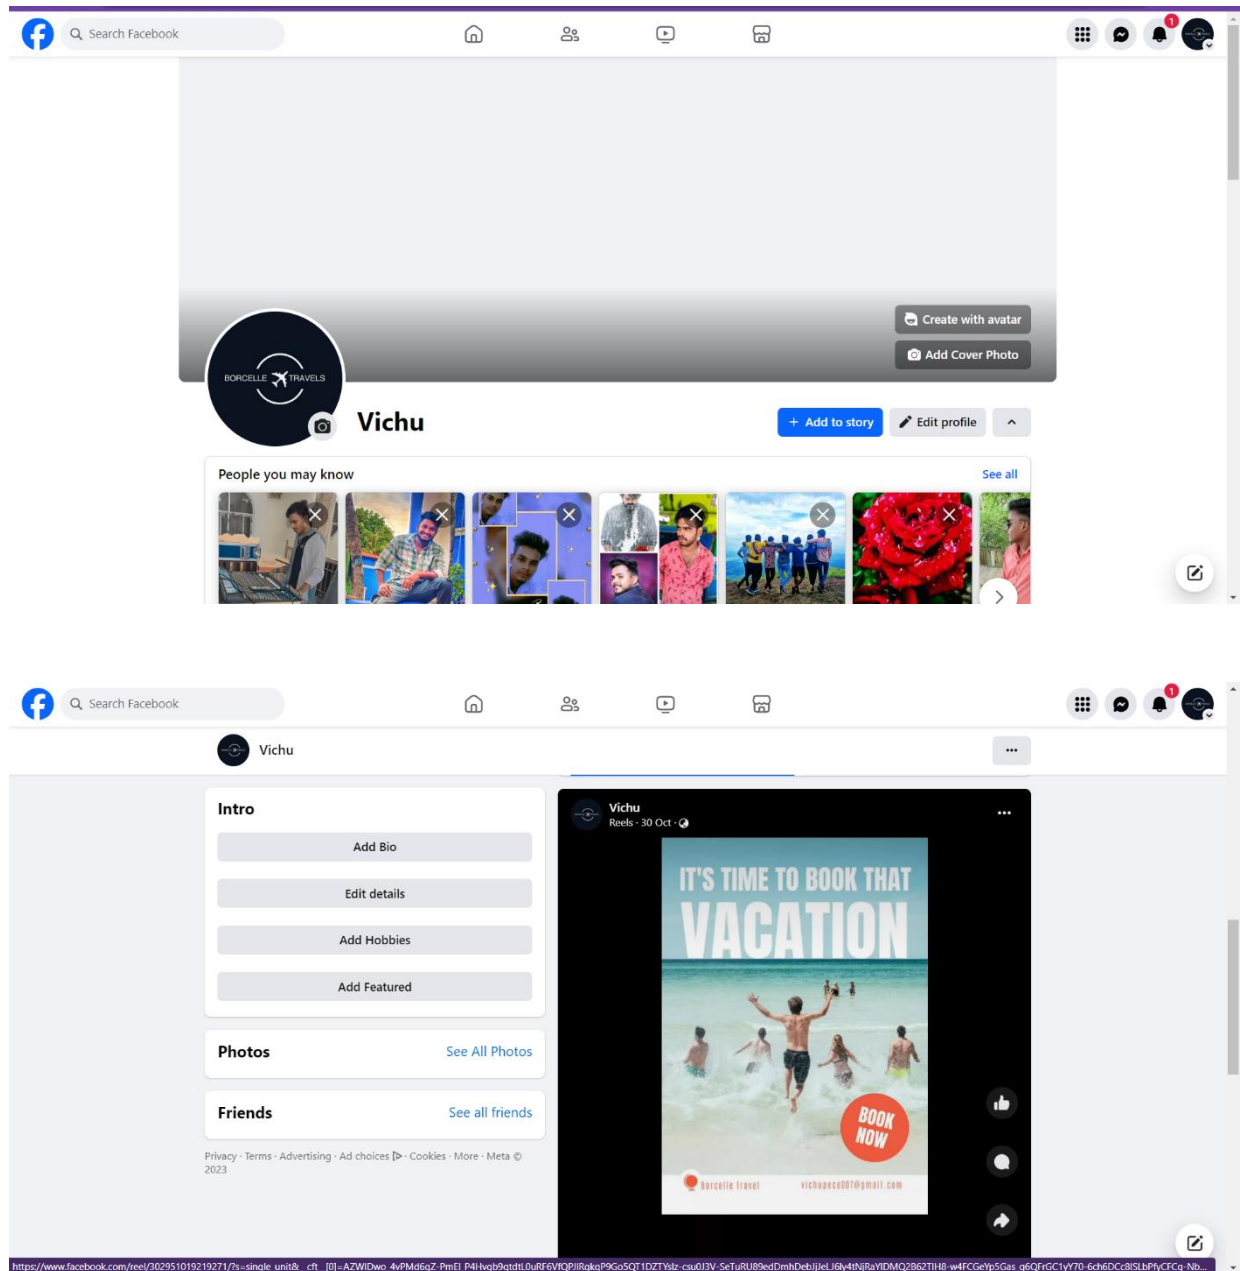 Search Facebook
1
Create with avatar
Add Cover Photo
BORCELLE TRAVELS
Vichu
+ Add to story
Edit profile
People you may know
See all
Search Facebook
1
Vichu
Intro
Add Bio
Edit details
Add Hobbies
Add Featured
Photos
See All Photos
Friends
See all friends
Privacy · Terms · Advertising · Ad choices · Cookies · More · Meta ©
2023
Vichu
Reels · 30 Oct ·
IT'S TIME TO BOOK THAT
VACATION
BOOK
NOW
Borcelle Travel
vichupece007@gmail.com